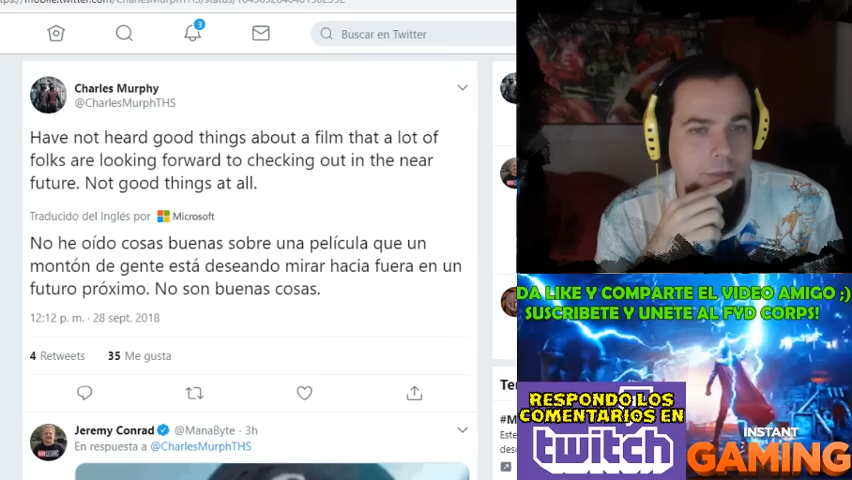 Buscar en Twitter
3
Charles Murphy
@CharlesMurphTHS
Have not heard good things about a film that a lot of
folks are looking forward to checking out in the near
future. Not good things at all.
Traducido del Inglés por Microsoft
No he oído cosas buenas sobre una película que un
montón de gente está deseando mirar hacia fuera en un
futuro próximo. No son buenas cosas.
12:12 p. m. · 28 sept. 2018
4 Retweets 35 Me gusta
Jeremy Conrad @ManaByte · 3h
En respuesta a @CharlesMurphTHS
DA LIKE Y COMPARTE EL VIDEO AMIGO ;)
SUSCRIBETE Y UNETE AL FYD CORPS!
RESPONDO LOS
COMENTARIOS EN
twitch
INSTANT
GAMING